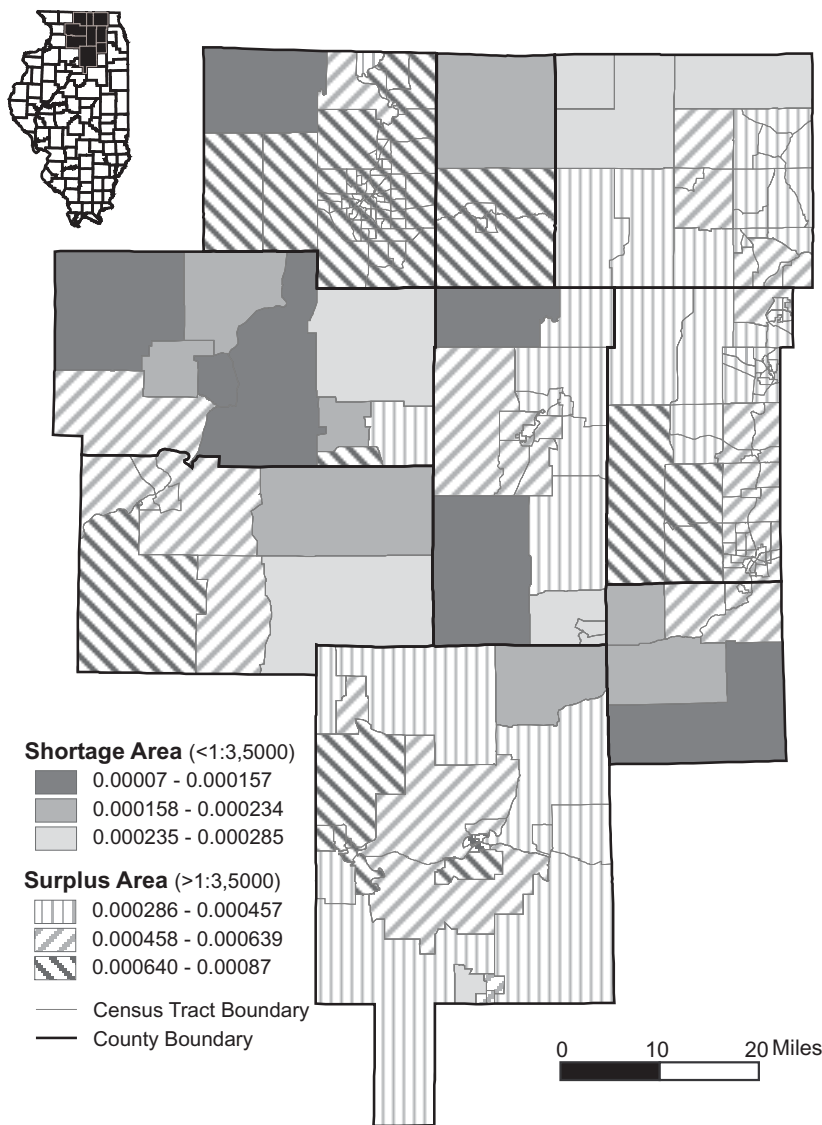 Shortage Area (<1:3,5000)
0.00007 - 0.000157
0.000158 - 0.000234
0.000235 - 0.000285
Surplus Area (>1:3,5000)
0.000286 - 0.000457
0.000458 - 0.000639
0.000640 - 0.00087
Census Tract Boundary
County Boundary
0 10 20 Miles